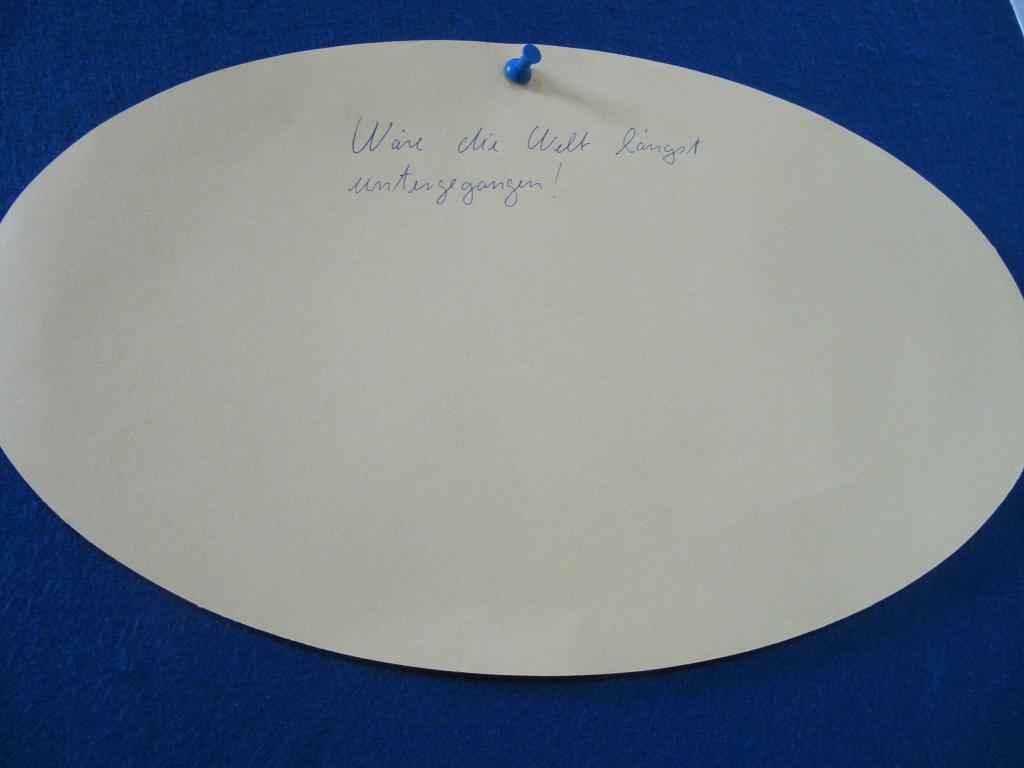 Wäre die Welt längst
untergegangen!